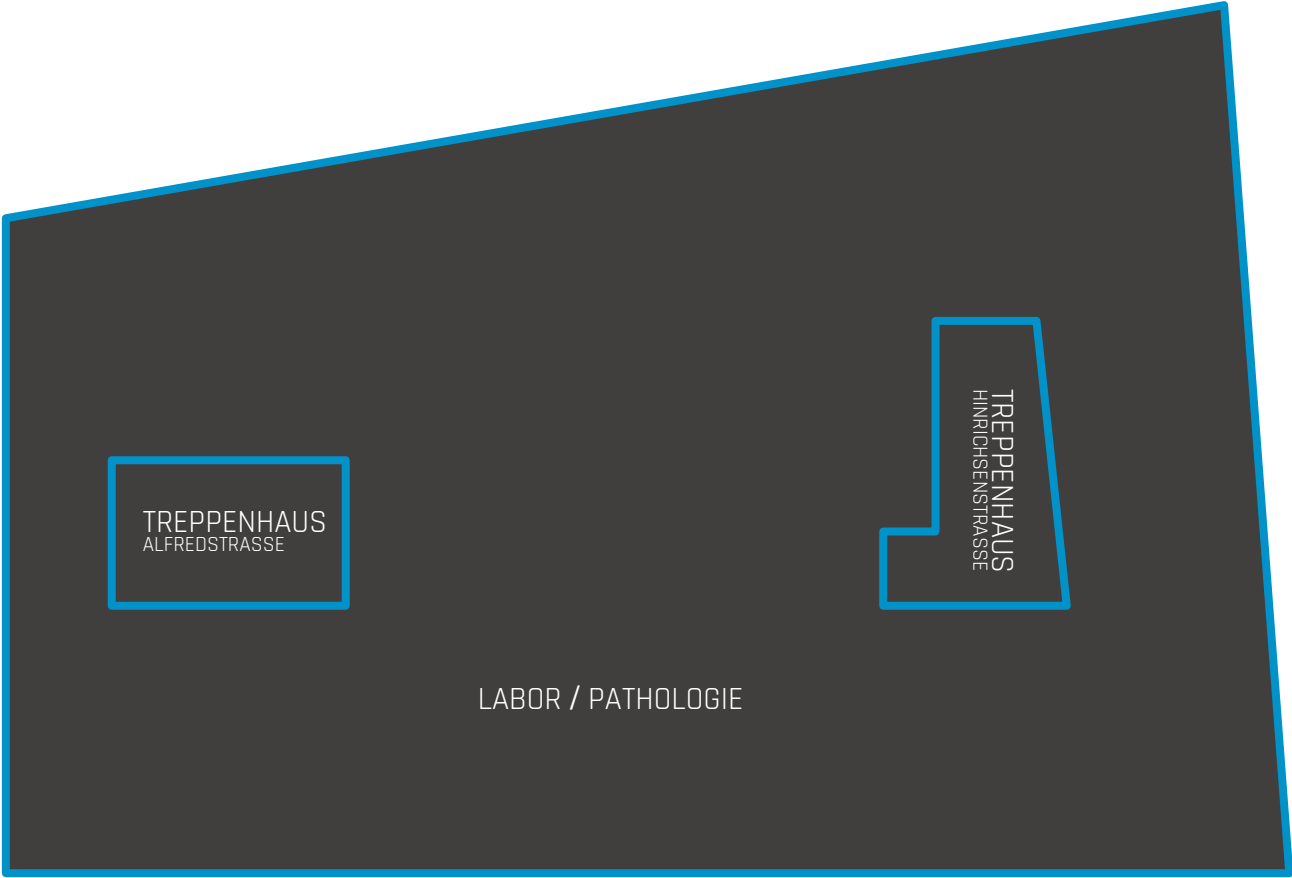 TREPPENHAUS
ALFREDSTRASSE
TREPPENHAUS
HINRICHSENSTRASSE
LABOR / PATHOLOGIE